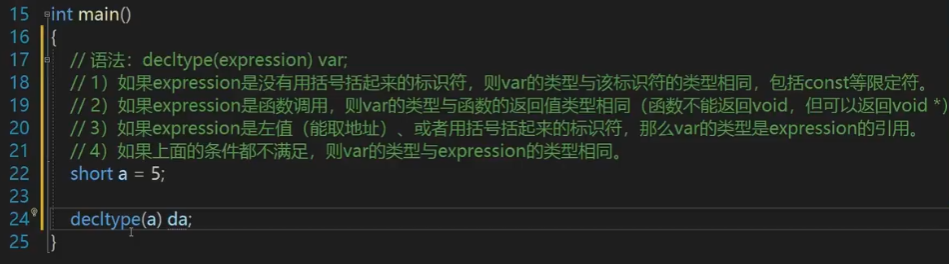 15 int main()
16 {
17 // 语法：decltype(expression) var;
18 // 1）如果expression是没有用括号括起来的标识符，则var的类型与该标识符的类型相同，包括const等限定符。
19 // 2）如果expression是函数调用，则var的类型与函数的返回值类型相同（函数不能返回void，但可以返回void *）
20 // 3）如果expression是左值（能取地址）、或者用括号括起来的标识符，那么var的类型是expression的引用。
21 // 4）如果上面的条件都不满足，则var的类型与expression的类型相同。
22 short a = 5;
23
24 decltype(a) da;
25 }